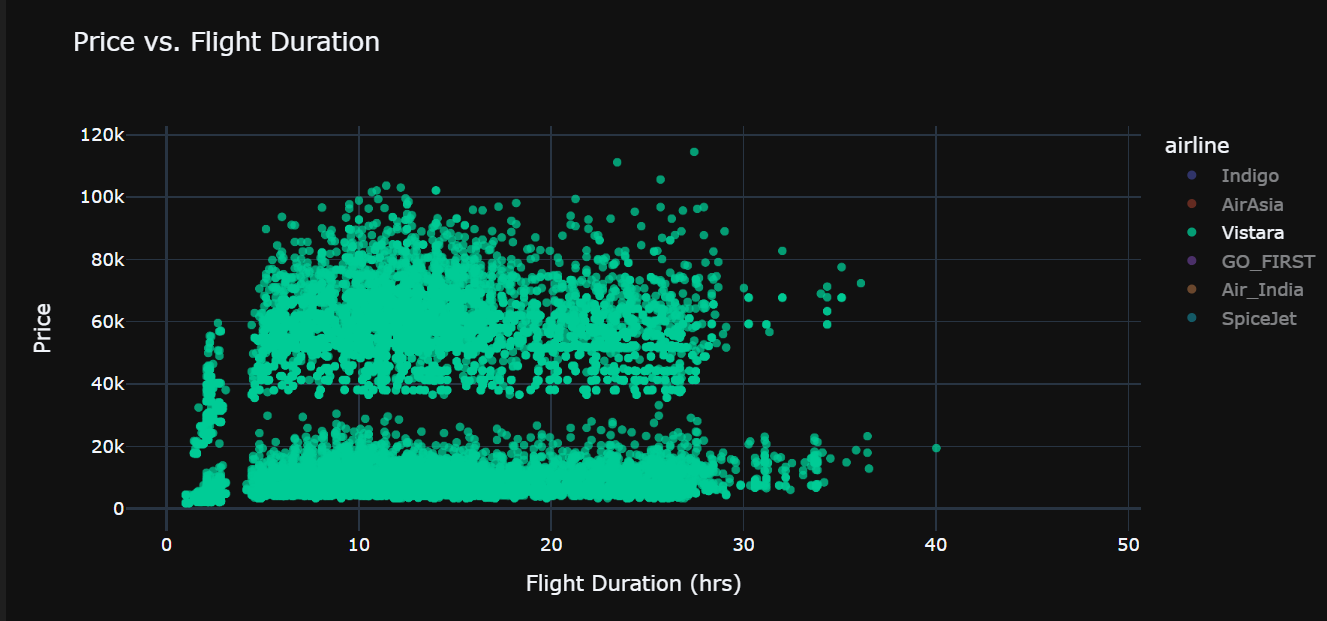 Price vs. Flight Duration
120k
100k
80k
60k
40k
20k
0
Price
0 10 20 30 40 50
Flight Duration (hrs)
airline
Indigo
AirAsia
Vistara
GO_FIRST
Air_India
SpiceJet